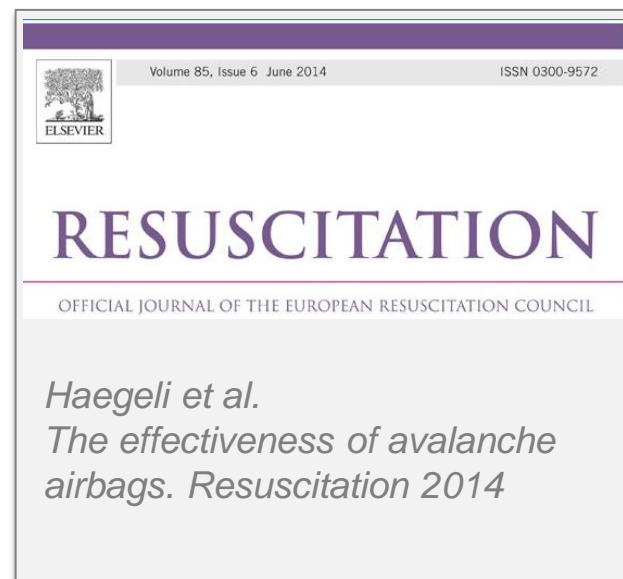 Volume 85, Issue 6 June 2014 ISSN 0300-9572
ELSEVIER
RESUSCITATION
OFFICIAL JOURNAL OF THE EUROPEAN RESUSCITATION COUNCIL
Haegeli et al.
The effectiveness of avalanche
airbags. Resuscitation 2014